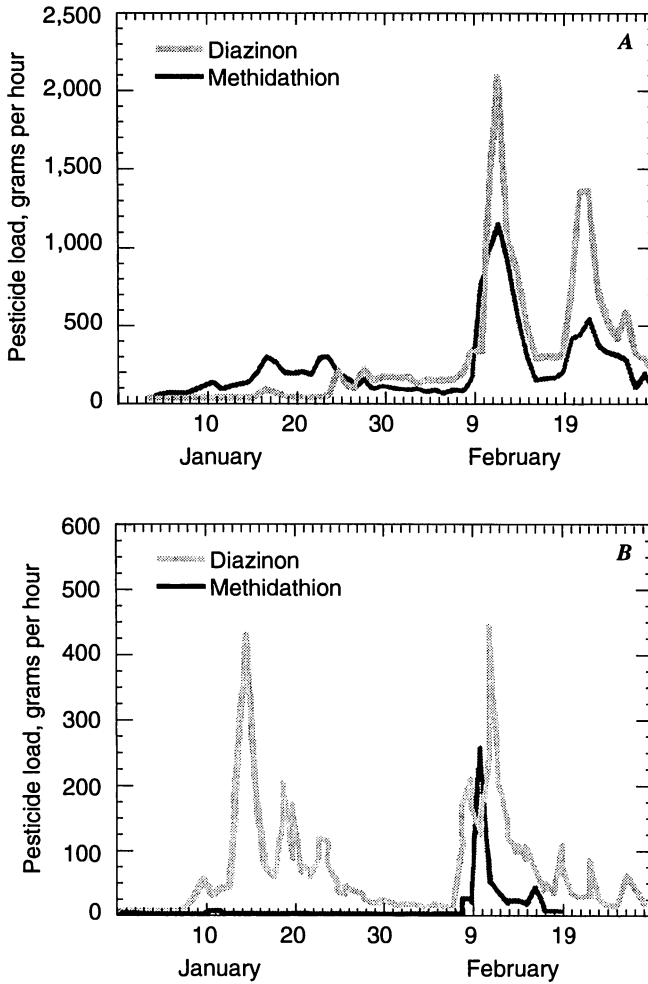 A
Diazinon
Methidathion
Pesticide load, grams per hour
2,500
2,000
1,500
1,000
500
0
10 20 30 9 19
January February
B
Diazinon
Methidathion
Pesticide load, grams per hour
600
500
400
300
200
100
0
10 20 30 9 19
January February